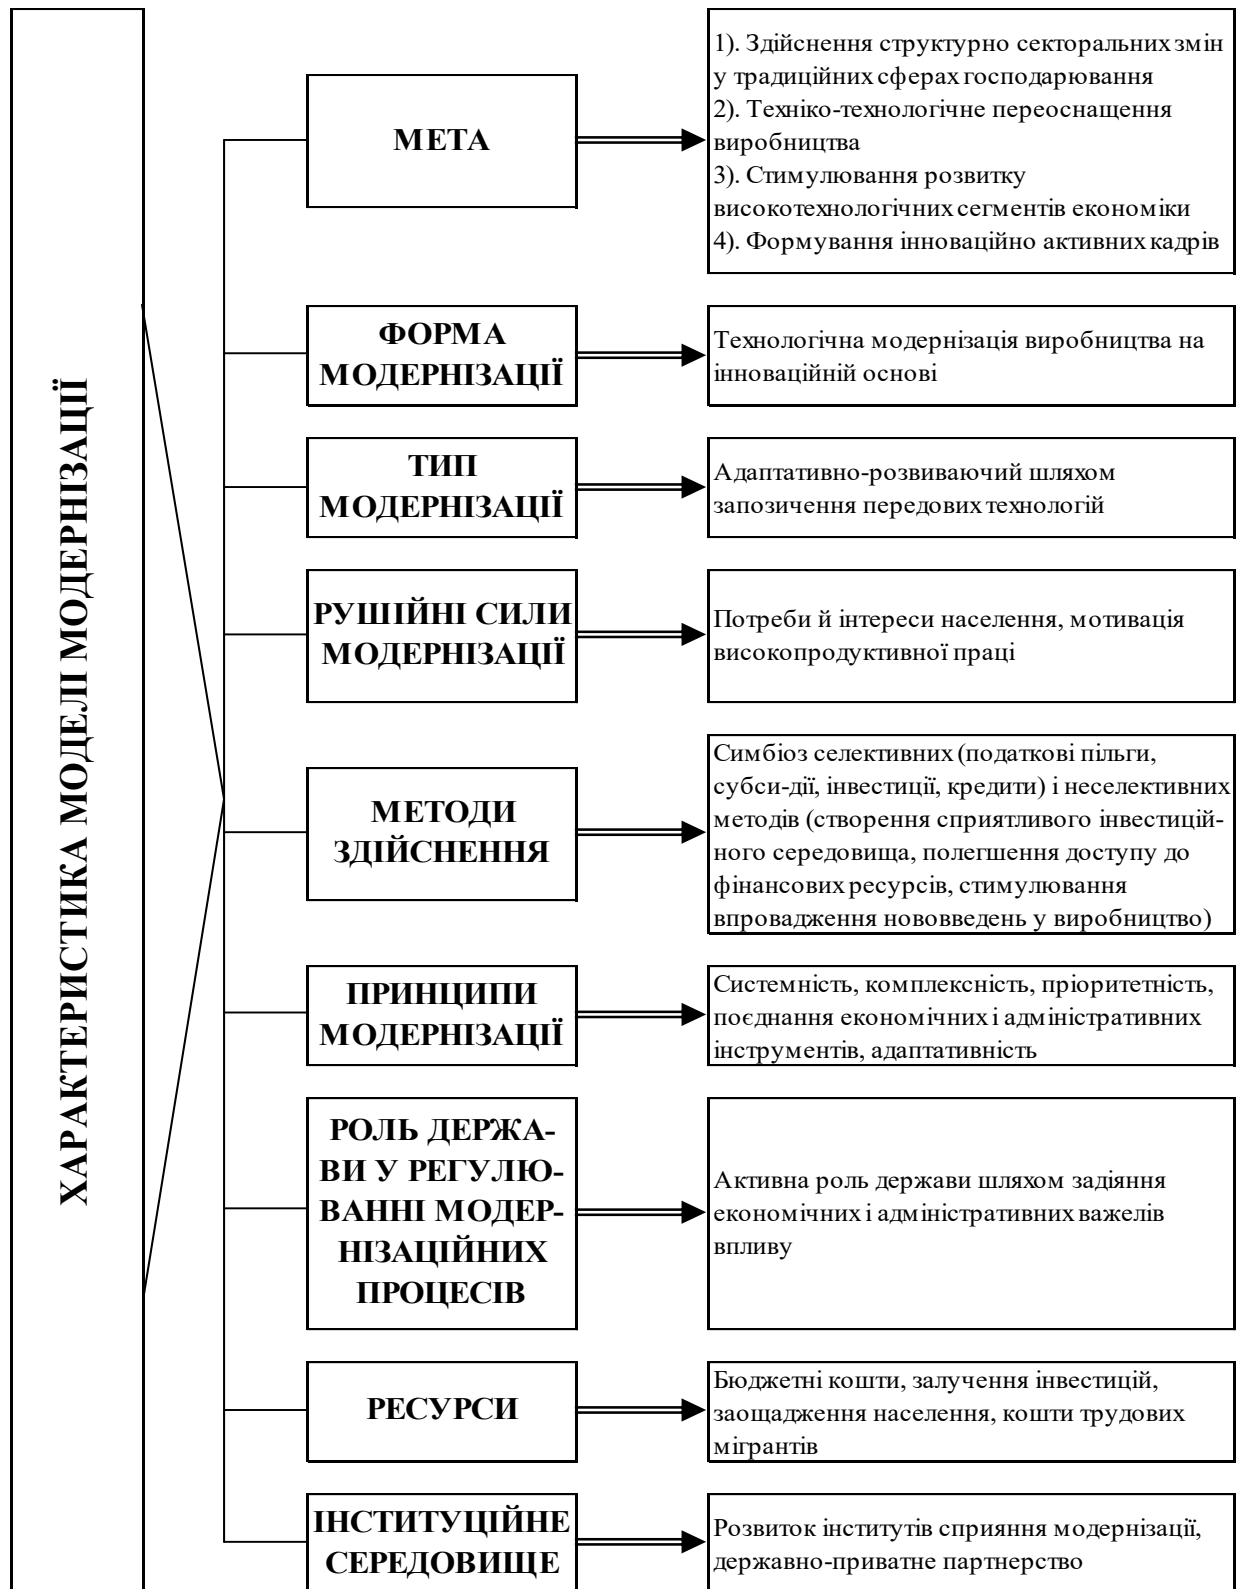 ХАРАКТЕРИСТИКА МОДЕЛІ МОДЕРНІЗАЦІЇ
МЕТА
1). Здійснення структурно секторальних змін
у традиційних сферах господарювання
2). Техніко-технологічне переоснащення
виробництва
3). Стимулювання розвитку
високотехнологічних сегментів економіки
4). Формування інноваційно активних кадрів
ФОРМА
МОДЕРНІЗАЦІЇ
Технологічна модернізація виробництва на
інноваційній основі
ТИП
МОДЕРНІЗАЦІЇ
Адаптативно-розвиваючий шляхом
запозичення передових технологій
РУШІЙНІ СИЛИ
МОДЕРНІЗАЦІЇ
Потреби й інтереси населення, мотивація
високопродуктивної праці
МЕТОДИ
ЗДІЙСНЕННЯ
Симбіоз селективних (податкові пільги,
субси-дії, інвестиції, кредити) і неселективних
методів (створення сприятливого інвестицій-
ного середовища, полегшення доступу до
фінансових ресурсів, стимулювання
впровадження нововведень у виробництво)
ПРИНЦИПИ
МОДЕРНІЗАЦІЇ
Системність, комплексність, пріоритетність,
поєднання економічних і адміністративних
інструментів, адаптативність
РОЛЬ ДЕРЖА-
ВИ У РЕГУЛЮ-
ВАННІ МОДЕР-
НІЗАЦІЙНИХ
ПРОЦЕСІВ
Активна роль держави шляхом задіяння
економічних і адміністративних важелів
впливу
РЕСУРСИ
Бюджетні кошти, залучення інвестицій,
заощадження населення, кошти трудових
мігрантів
ІНСТИТУЦІЙНЕ
СЕРЕДОВИЩЕ
Розвиток інститутів сприяння модернізації,
державно-приватне партнерство